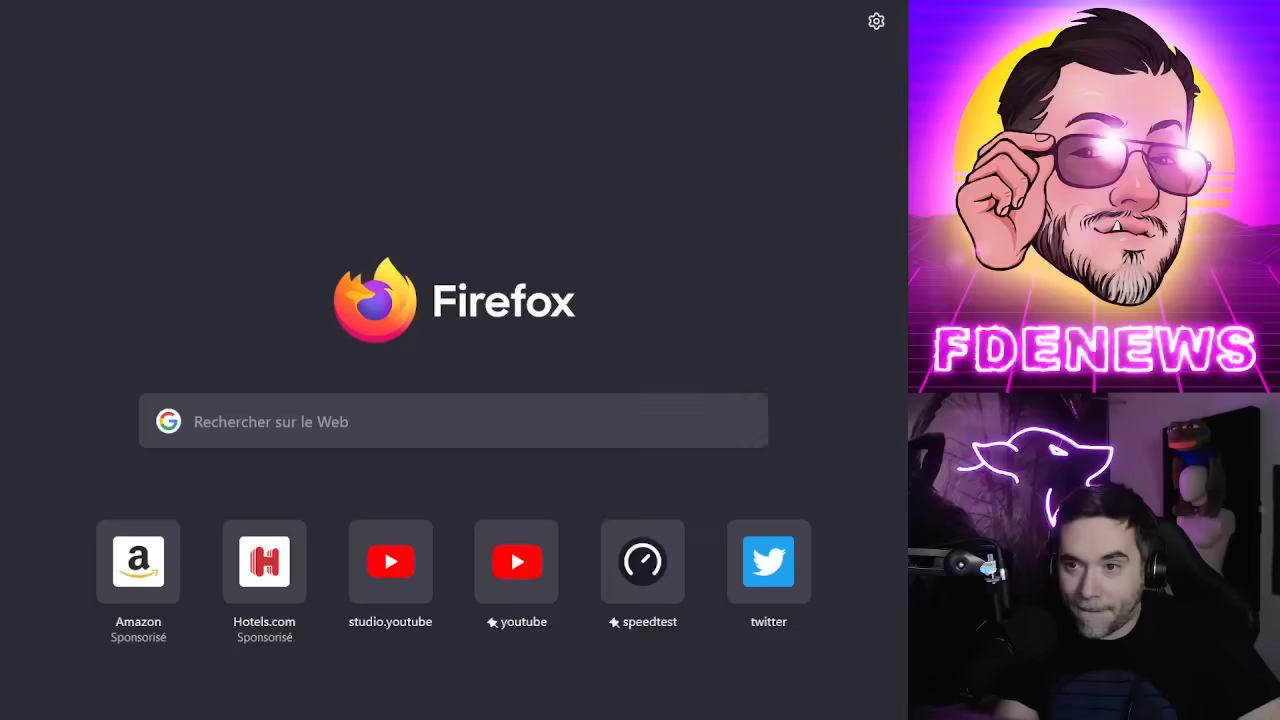 Firefox
Rechercher sur le Web
Amazon
Sponsorisé
Hotels.com
Sponsorisé
studio.youtube
youtube
speedtest
twitter
FDENEWS